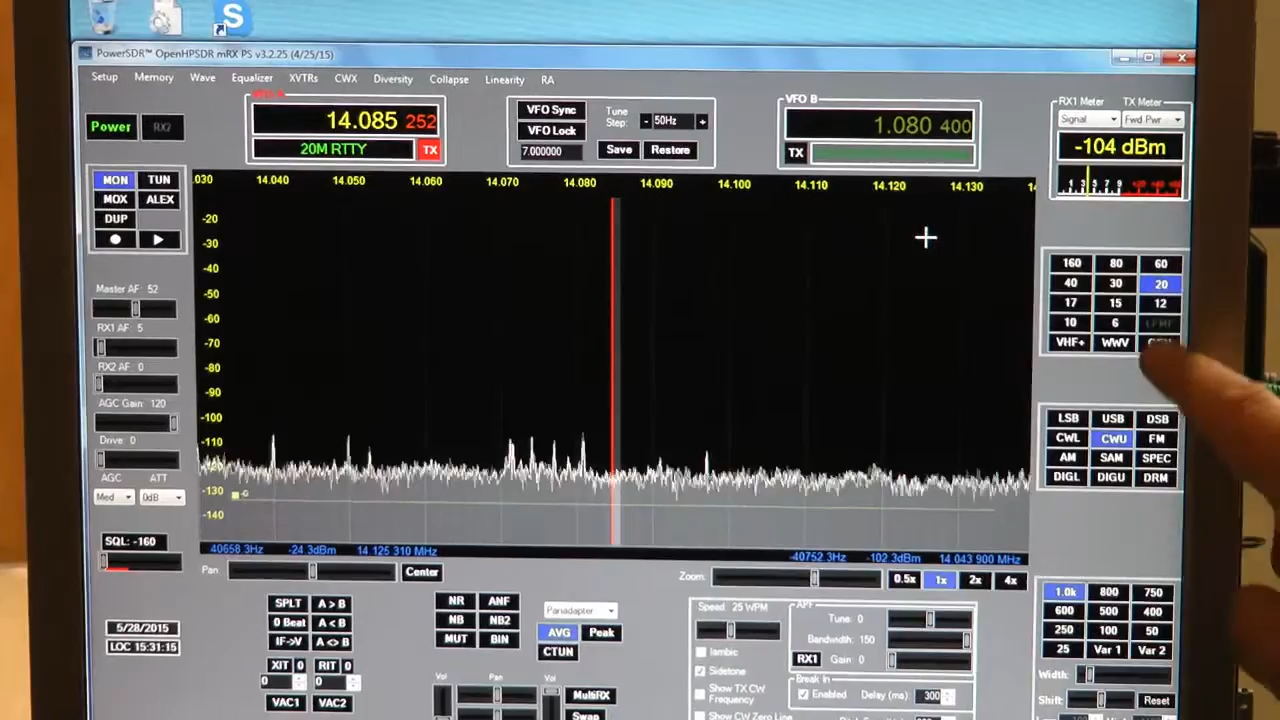 S
PowerSDR™ OpenHPSDR mRX PS v3.2.25 (4/25/15)
Setup Memory Wave Equalizer XVTRs CWX Diversity Collapse Linearity RA
Power RX2
14.085 252
20M RTTY TX
VFO Sync
VFO Lock
7.000000
Tune Step: - 50Hz +
Save Restore
VFO B
1.080 400
TX
RX1 Meter TX Meter
Signal Fwd Pwr
-104 dBm
1 3 5 7 9
MON TUN
MOX ALEX
DUP
Master AF: 52
RX1 AF: 5
RX2 AF: 0
AGC Gain: 120
Drive: 0
AGC ATT
Med 0dB
SQL: -160
.030 14.040 14.050 14.060 14.070 14.080 14.090 14.100 14.110 14.120 14.130
-20
-30
-40
-50
-60
-70
-80
-90
-100
-110
-120
-130
-140
-G
40658.3Hz -24.3dBm 14.125 310 MHz
-40752.3Hz -102.3dBm 14.043 900 MHz
Pan: Center
Zoom: 0.5x 1x 2x 4x
160 80 60
40 30 20
17 15 12
10 6
VHF+ WWV
LSB USB DSB
CWL CWU FM
AM SAM SPEC
DIGL DIGU DRM
1.0k 800 750
600 500 400
250 100 50
25 Var 1 Var 2
Width:
Shift: Reset
5/28/2015
LOC 15:31:15
SPLT A > B
0 Beat A < B
IF->V A <> B
XIT 0 RIT 0
0 0
VAC1 VAC2
NR ANF
NB NB2
MUT BIN
Panadapter
AVG Peak
CTUN
Vol Pan Vol
MultiRX
Swap
Speed: 25 WPM
Iambic
Sidetone
Show TX CW Frequency
Show CW Zero Line
APF
Tune: 0
Bandwidth: 150
RX1 Gain: 0
Break In
Enabled Delay (ms): 300